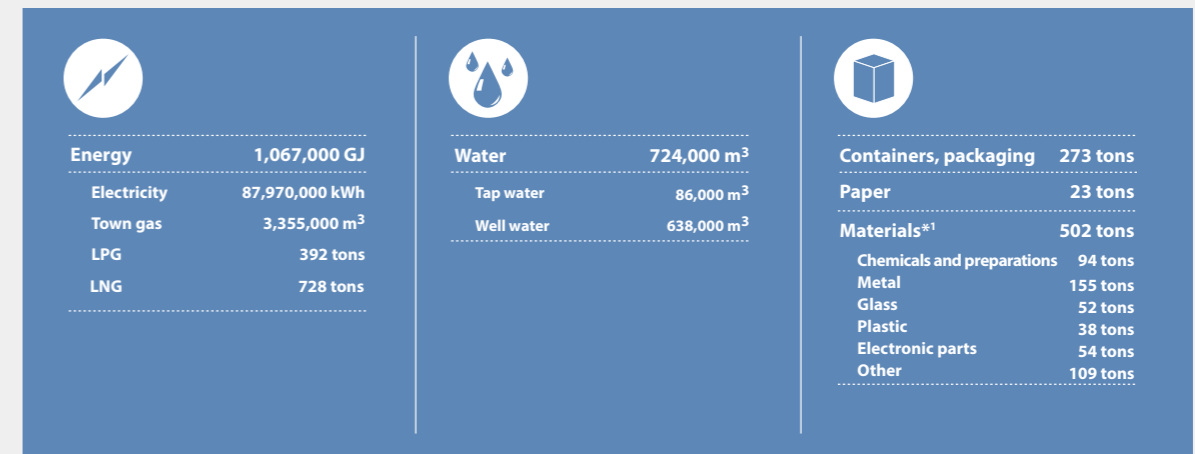 Energy 1,067,000 GJ
Electricity 87,970,000 kWh
Town gas 3,355,000 m³
LPG 392 tons
LNG 728 tons
Water 724,000 m³
Tap water 86,000 m³
Well water 638,000 m³
Containers, packaging 273 tons
Paper 23 tons
Materials*¹ 502 tons
Chemicals and preparations 94 tons
Metal 155 tons
Glass 52 tons
Plastic 38 tons
Electronic parts 54 tons
Other 109 tons